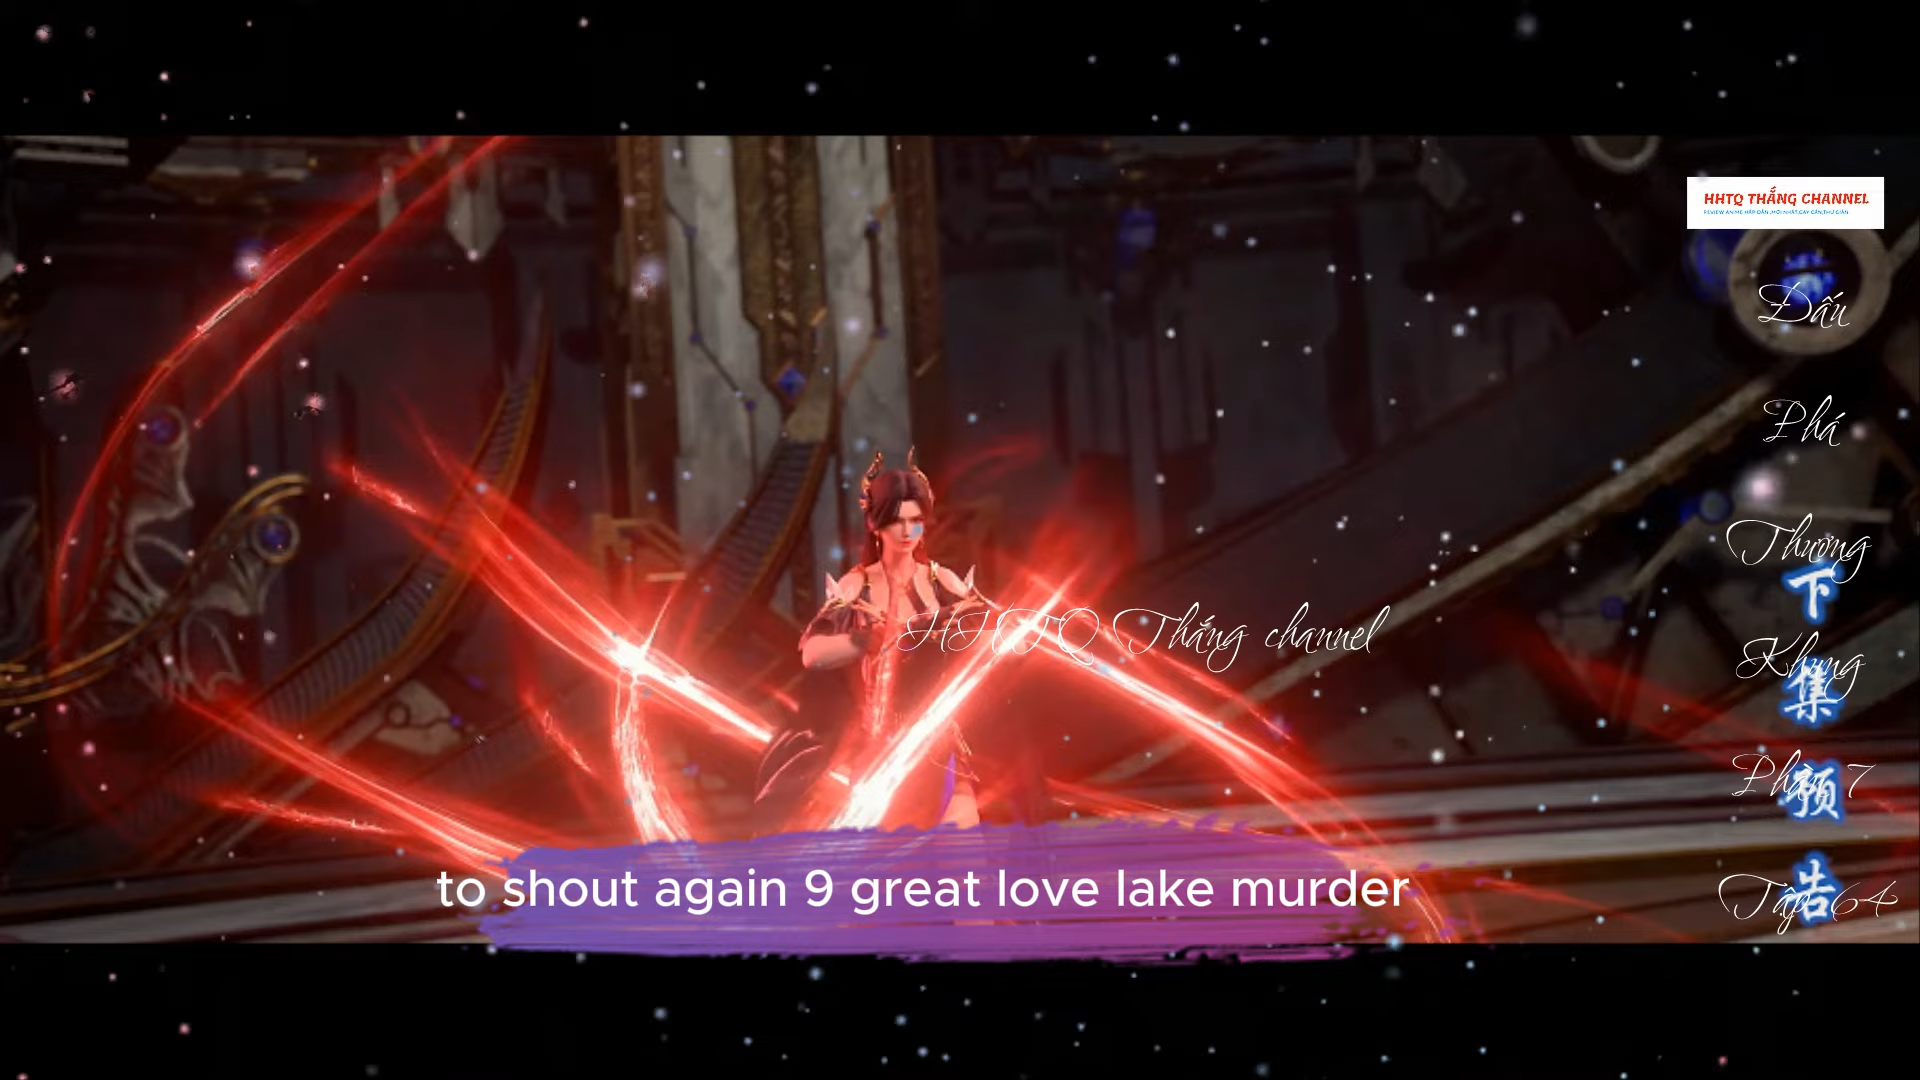 HHTQ THẮNG CHANNEL
Đấu
Phá
Thương
Khung
Phần 7
Tập 64
下集预告
HHTQ Thắng channel
to shout again 9 great love lake murder